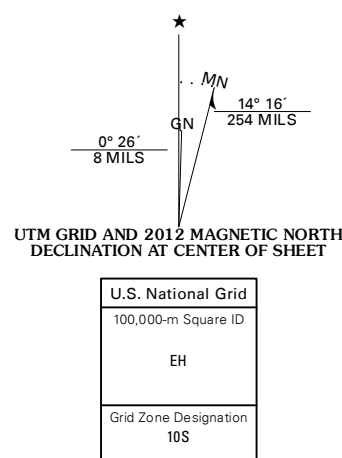 ★
MN
GN
14° 16´
254 MILS
0° 26´
8 MILS
UTM GRID AND 2012 MAGNETIC NORTH
DECLINATION AT CENTER OF SHEET
U.S. National Grid
100,000-m Square ID
EH
Grid Zone Designation
10S